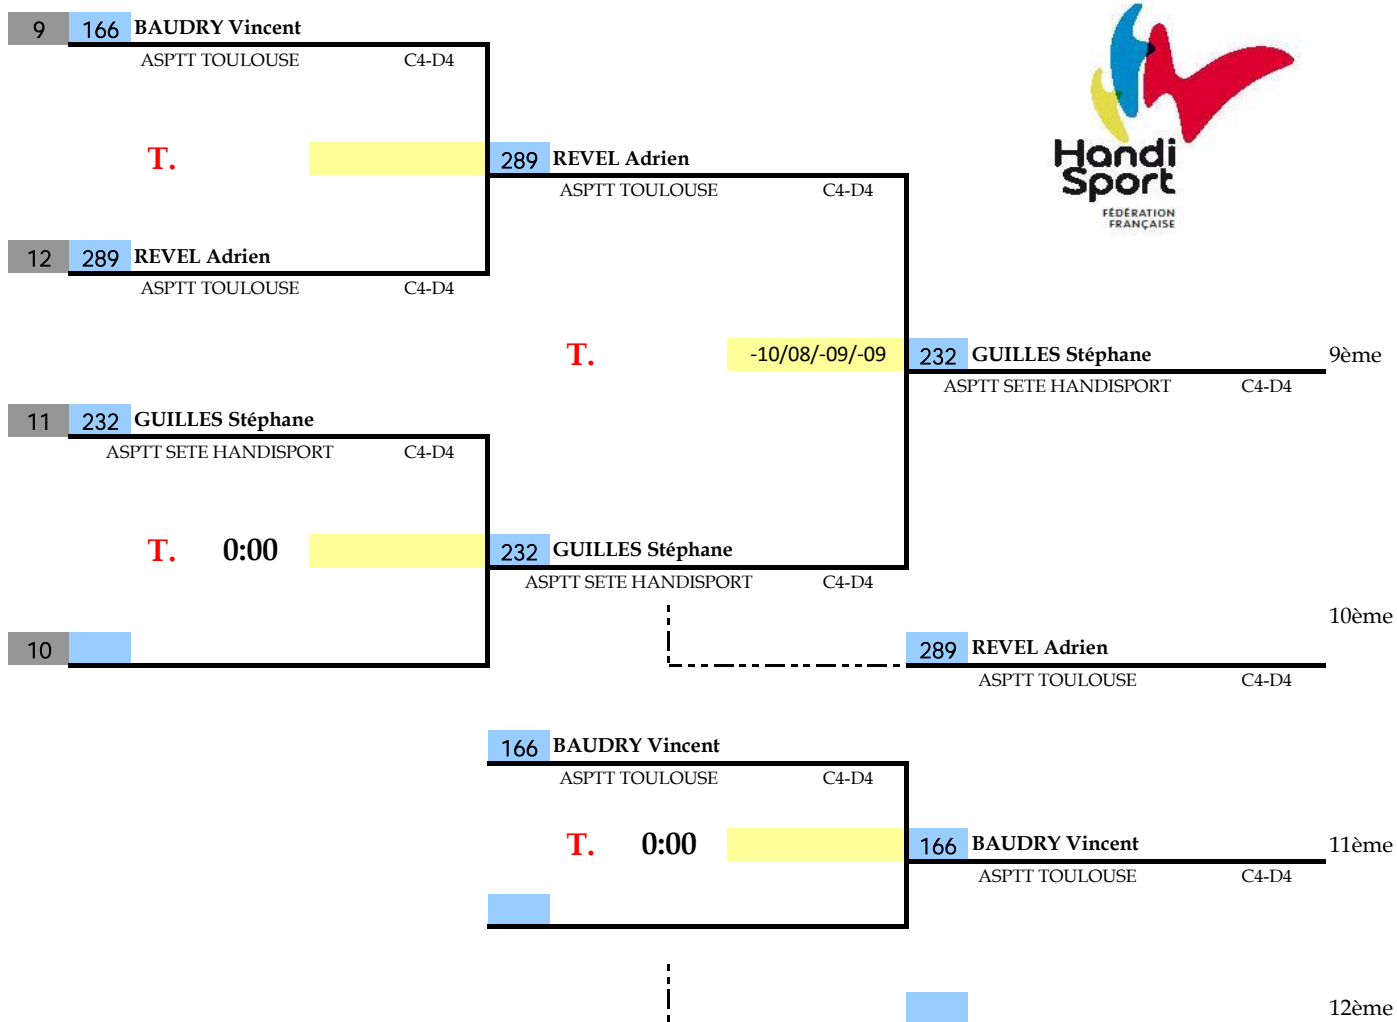 9 166 BAUDRY Vincent
ASPTT TOULOUSE C4-D4
Handi
Sport
FÉDÉRATION
FRANÇAISE
T. 289 REVEL Adrien
ASPTT TOULOUSE C4-D4
12 289 REVEL Adrien
ASPTT TOULOUSE C4-D4
T. -10/08/-09/-09 232 GUILLES Stéphane 9ème
ASPTT SETE HANDISPORT C4-D4
11 232 GUILLES Stéphane
ASPTT SETE HANDISPORT C4-D4
T. 0:00 232 GUILLES Stéphane
ASPTT SETE HANDISPORT C4-D4
10ème
10 289 REVEL Adrien
ASPTT TOULOUSE C4-D4
166 BAUDRY Vincent
ASPTT TOULOUSE C4-D4
T. 0:00 166 BAUDRY Vincent 11ème
ASPTT TOULOUSE C4-D4
12ème